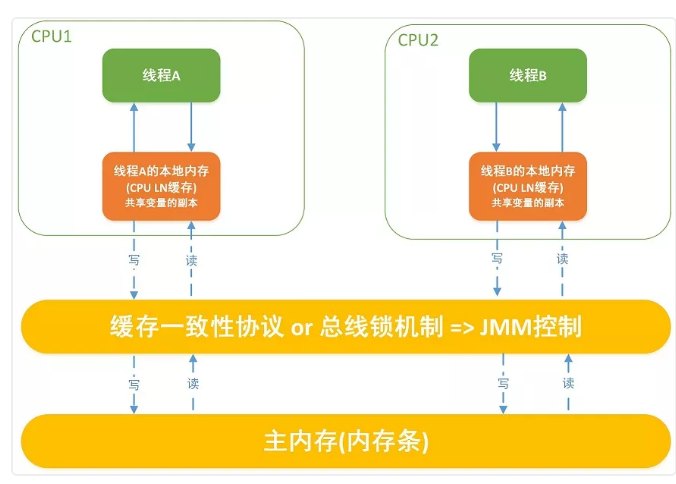 CPU1
CPU2
线程A
线程B
线程A的本地内存
(CPU LN缓存)
共享变量的副本
线程B的本地内存
(CPU LN缓存)
共享变量的副本
写
读
写
读
缓存一致性协议 or 总线锁机制 => JMM控制
写
读
写
读
主内存(内存条)